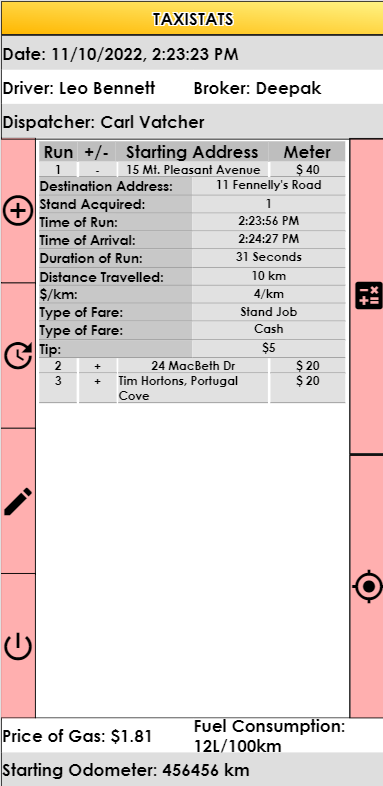 TAXISTATS
Date: 11/10/2022, 2:23:23 PM
Driver: Leo Bennett Broker: Deepak
Dispatcher: Carl Vatcher
Run +/- Starting Address Meter
1 - 15 Mt. Pleasant Avenue $ 40
Destination Address: 11 Fennelly's Road
Stand Acquired: 1
Time of Run: 2:23:56 PM
Time of Arrival: 2:24:27 PM
Duration of Run: 31 Seconds
Distance Travelled: 10 km
$/km: 4/km
Type of Fare: Stand Job
Type of Fare: Cash
Tip: $5
2 + 24 MacBeth Dr $ 20
3 + Tim Hortons, Portugal $ 20
Cove
Price of Gas: $1.81 Fuel Consumption:
12L/100km
Starting Odometer: 456456 km